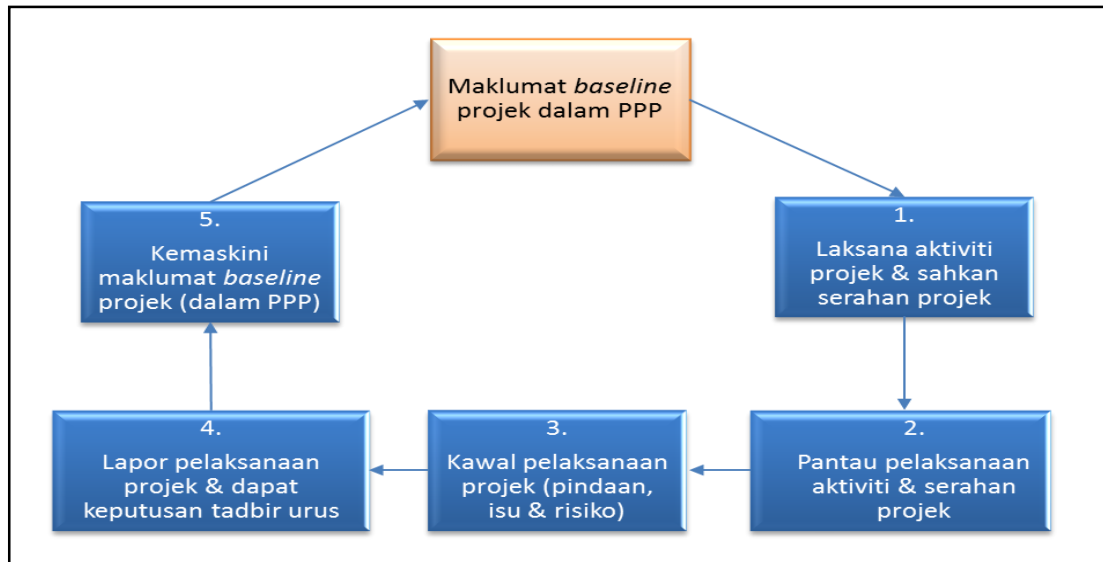 Maklumat baseline
projek dalam PPP
1.
Laksana aktiviti
projek & sahkan
serahan projek
2.
Pantau pelaksanaan
aktiviti & serahan
projek
3.
Kawal pelaksanaan
projek (pindaan,
isu & risiko)
4.
Lapor pelaksanaan
projek & dapat
keputusan tadbir urus
5.
Kemaskini
maklumat baseline
projek (dalam PPP)